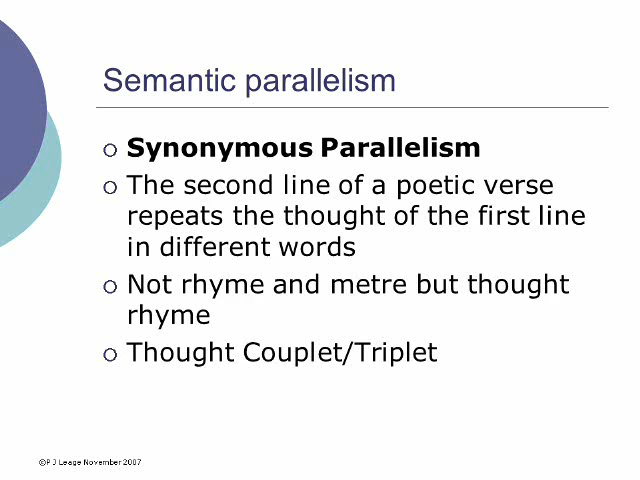 Semantic parallelism
Synonymous Parallelism
The second line of a poetic verse
repeats the thought of the first line
in different words
Not rhyme and metre but thought
rhyme
Thought Couplet/Triplet
©P J Leage November 2007